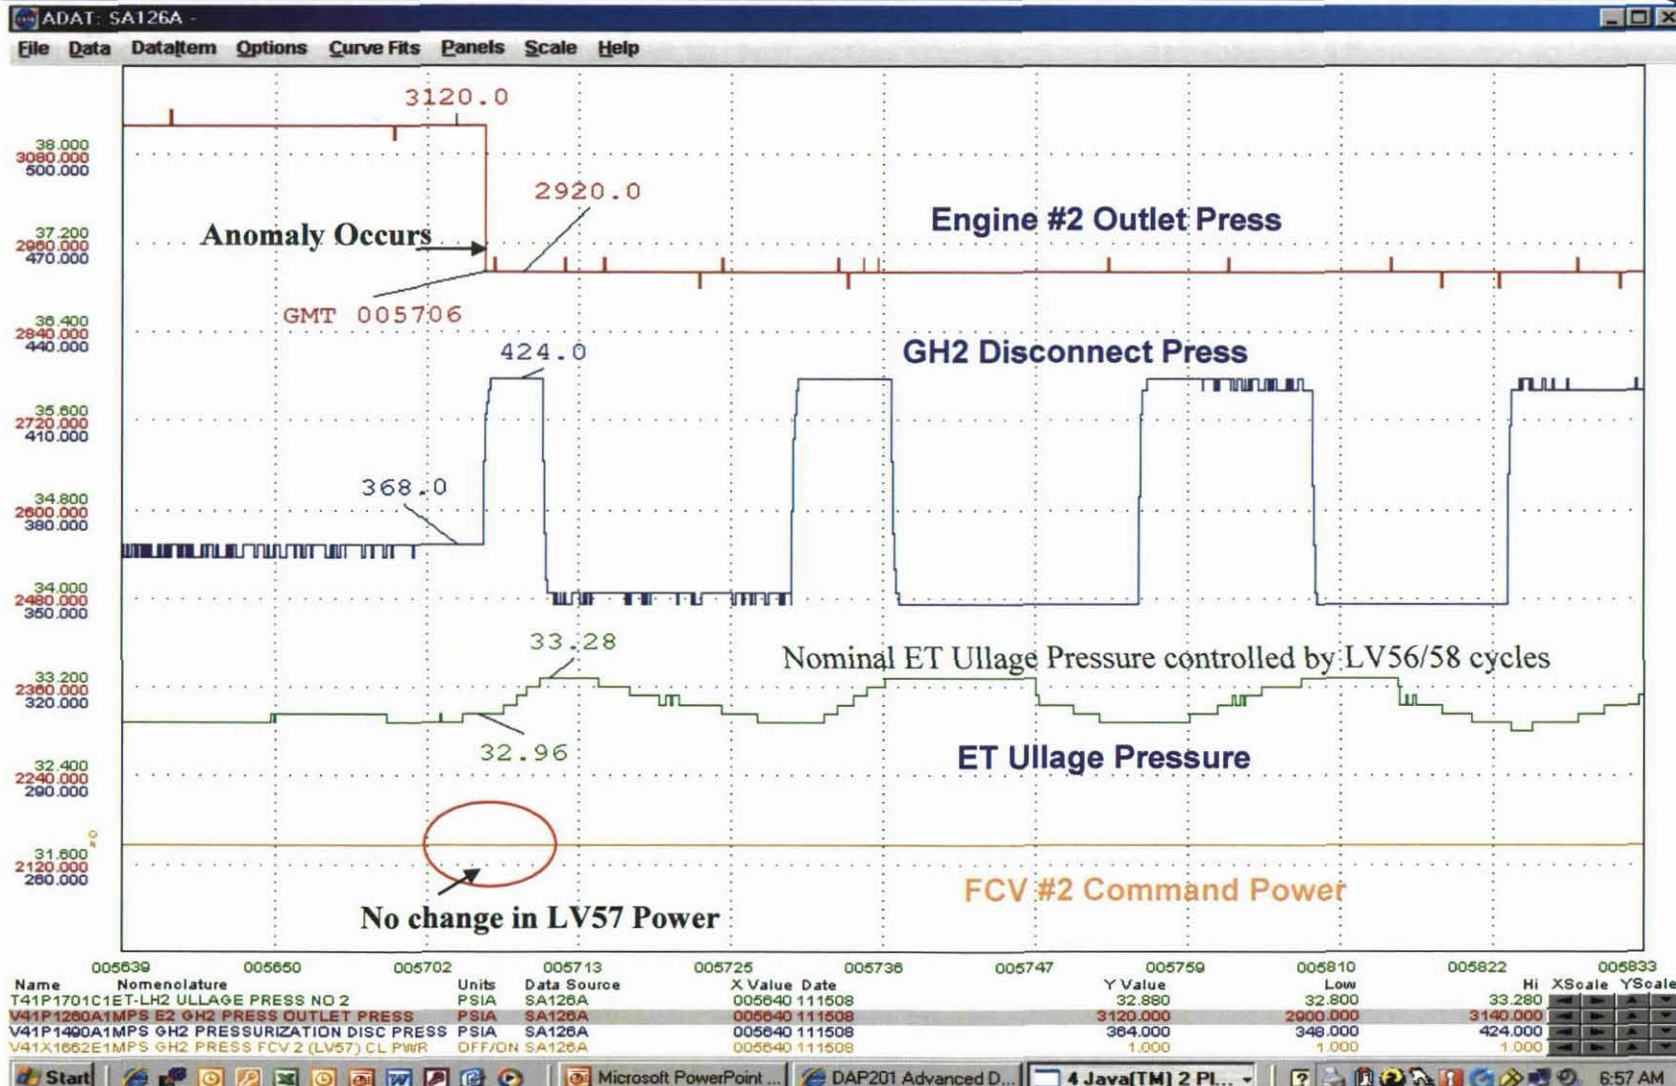 ADAT: SA126A -
File Data DataItem Options Curve Fits Panels Scale Help
3120.0
38.000
3080.000
500.000
2920.0
Anomaly Occurs
Engine #2 Outlet Press
37.200
2960.000
470.000
GMT 005706
36.400
2840.000
440.000
424.0
GH2 Disconnect Press
35.600
2720.000
410.000
368.0
34.800
2600.000
380.000
34.000
2480.000
350.000
33.28
Nominal ET Ullage Pressure controlled by LV56/58 cycles
33.200
2360.000
320.000
32.96
ET Ullage Pressure
32.400
2240.000
290.000
31.600
2120.000
260.000
FCV #2 Command Power
No change in LV57 Power
005639 005650 005702 005713 005725 005736 005747 005759 005810 005822 005833
Name Nomenclature Units Data Source X Value Date Y Value Low Hi XScale YScale
T41P1701C1 ET-LH2 ULLAGE PRESS NO 2 PSIA SA126A 005640 111508 32.880 32.800 33.280
V41P1260A1 MPS E2 GH2 PRESS OUTLET PRESS PSIA SA126A 005640 111508 3120.000 2900.000 3140.000
V41P1490A1 MPS GH2 PRESSURIZATION DISC PRESS PSIA SA126A 005640 111508 364.000 348.000 424.000
V41X1662E1 MPS GH2 PRESS FCV 2 (LV57) CL PWR OFF/ON SA126A 005640 111508 1.000 1.000 1.000
Start Microsoft PowerPoint ... DAP201 Advanced D... 4 Java(TM) 2 Pl... 6:57 AM